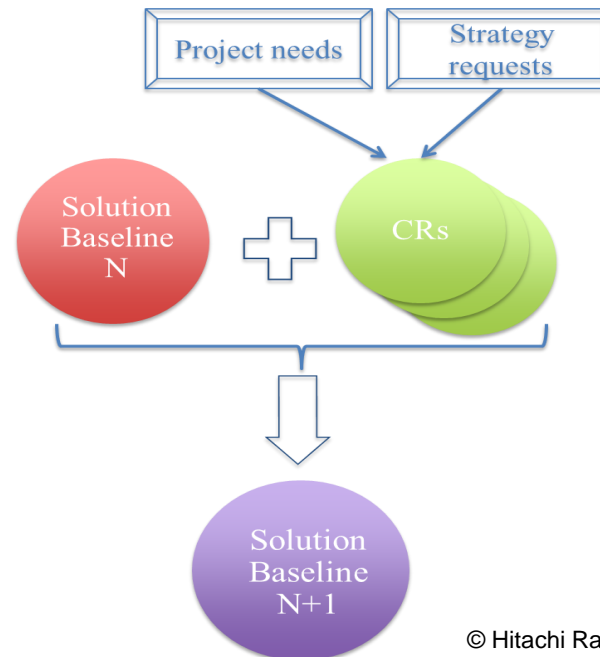 Project needs
Strategy
requests
Solution
Baseline
N
CRs
Solution
Baseline
N+1
© Hitachi Ra